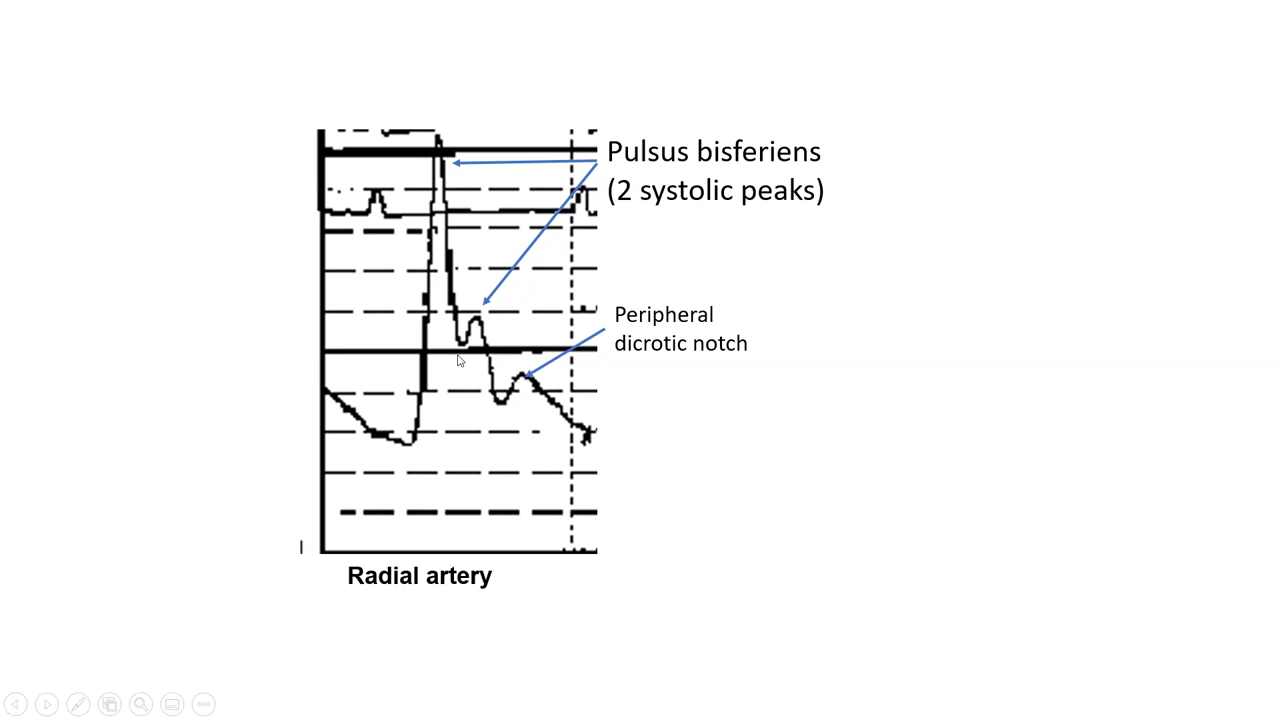 Pulsus bisferiens
(2 systolic peaks)
Peripheral
dicrotic notch
Radial artery